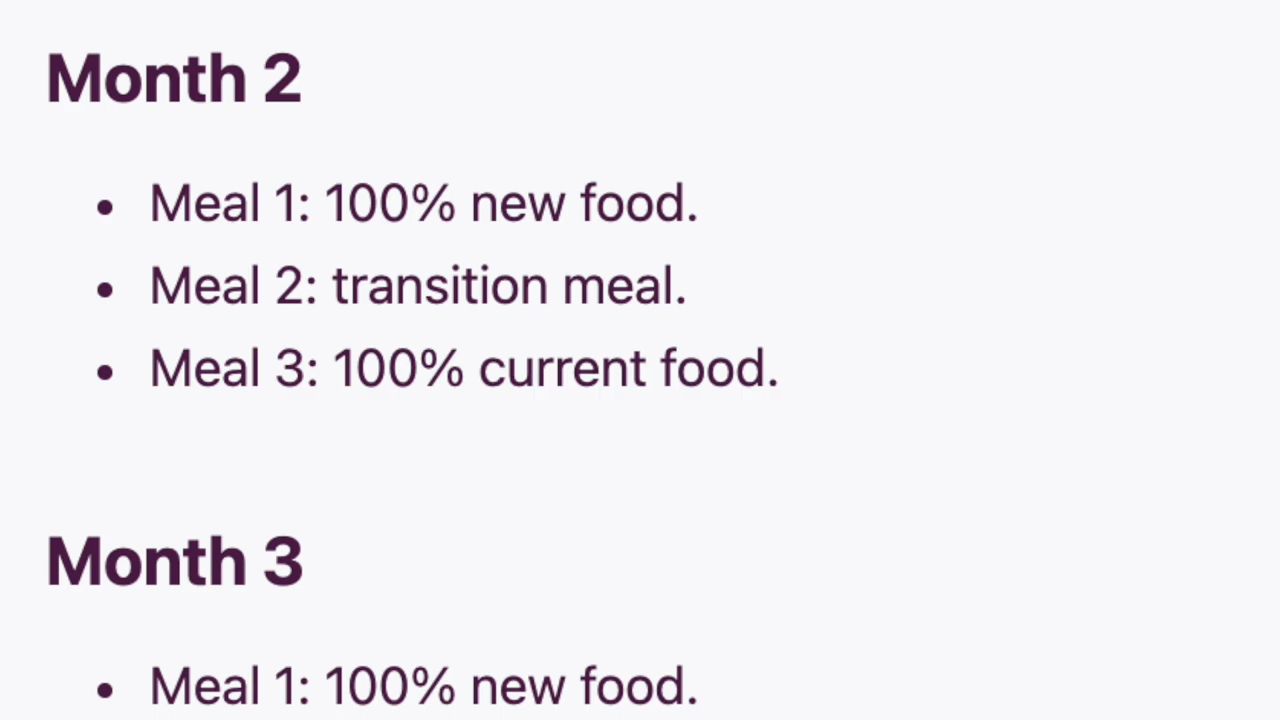 Month 2
• Meal 1: 100% new food.
• Meal 2: transition meal.
• Meal 3: 100% current food.
Month 3
• Meal 1: 100% new food.